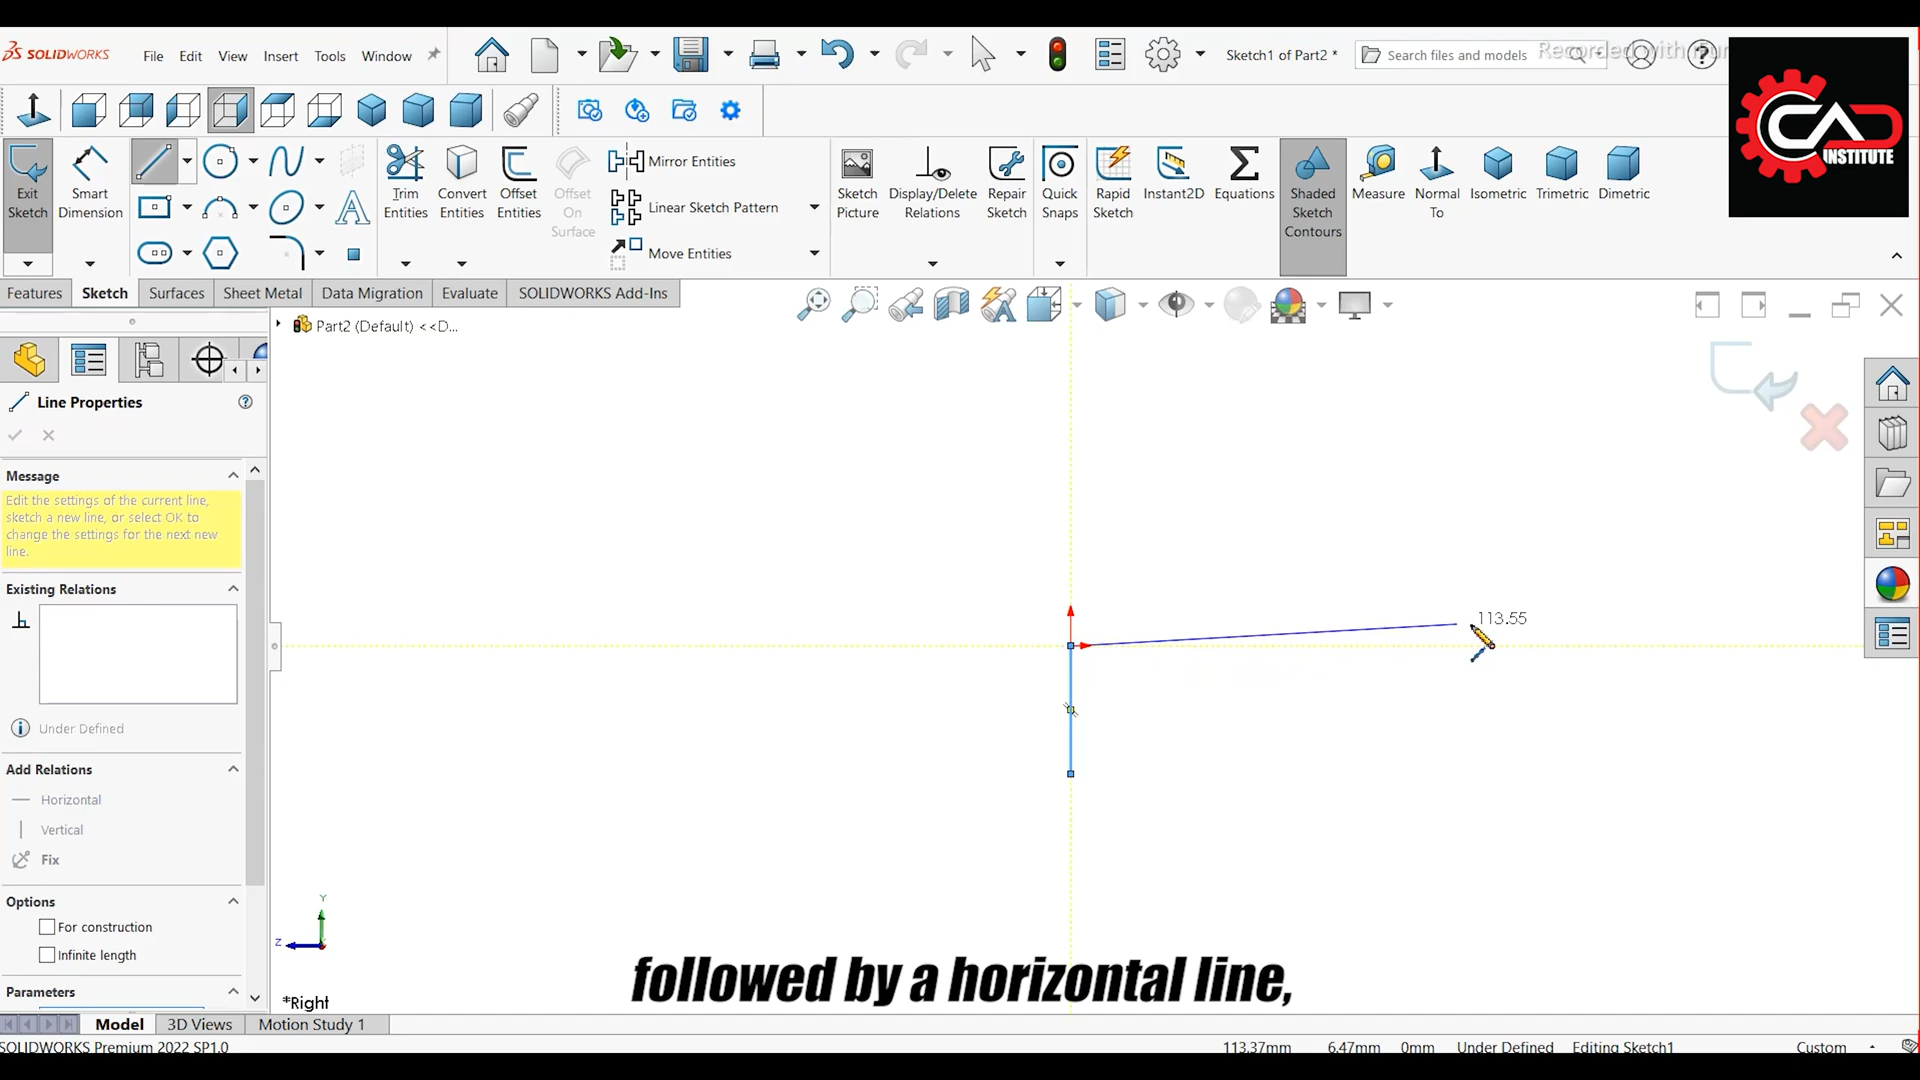 SOLIDWORKS File Edit View Insert Tools Window Sketch1 of Part2 * Search files and models Recorded with
CAD
INSTITUTE
Exit Sketch
Smart Dimension
Trim Entities
Convert Entities
Offset Entities
Offset On Surface
Mirror Entities
Linear Sketch Pattern
Move Entities
Sketch Picture
Display/Delete Relations
Repair Sketch
Quick Snaps
Rapid Sketch
Instant2D
Equations
Shaded Sketch Contours
Measure
Normal To
Isometric
Trimetric
Dimetric
Features Sketch Surfaces Sheet Metal Data Migration Evaluate SOLIDWORKS Add-Ins
Part2 (Default) <<D...
Line Properties
Message
Edit the settings of the current line,
sketch a new line, or select OK to
change the settings for the next new
line.
Existing Relations
Under Defined
Add Relations
Horizontal
Vertical
Fix
Options
For construction
Infinite length
Parameters
113.55
Y
Z
*Right
followed by a horizontal line,
Model 3D Views Motion Study 1
SOLIDWORKS Premium 2022 SP1.0 113.37mm 6.47mm 0mm Under Defined Editing Sketch1 Custom